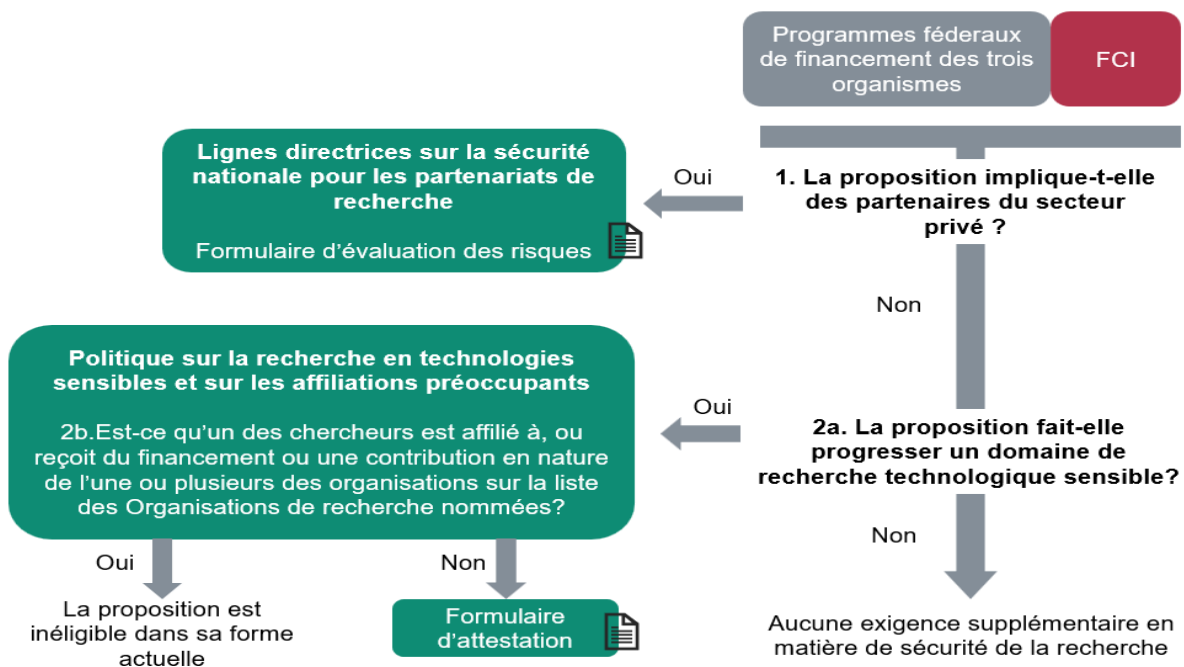 Programmes féderaux
de financement des trois
organismes
FCI
Lignes directrices sur la sécurité
nationale pour les partenariats de
recherche
Formulaire d'évaluation des risques
Oui
1. La proposition implique-t-elle
des partenaires du secteur
privé ?
Non
Politique sur la recherche en technologies
sensibles et sur les affiliations préoccupants
2b.Est-ce qu'un des chercheurs est affilié à, ou
reçoit du financement ou une contribution en nature
de l'une ou plusieurs des organisations sur la liste
des Organisations de recherche nommées?
Oui
2a. La proposition fait-elle
progresser un domaine de
recherche technologique sensible?
Oui
Non
Non
La proposition est
inéligible dans sa forme
actuelle
Formulaire
d'attestation
Aucune exigence supplémentaire en
matière de sécurité de la recherche